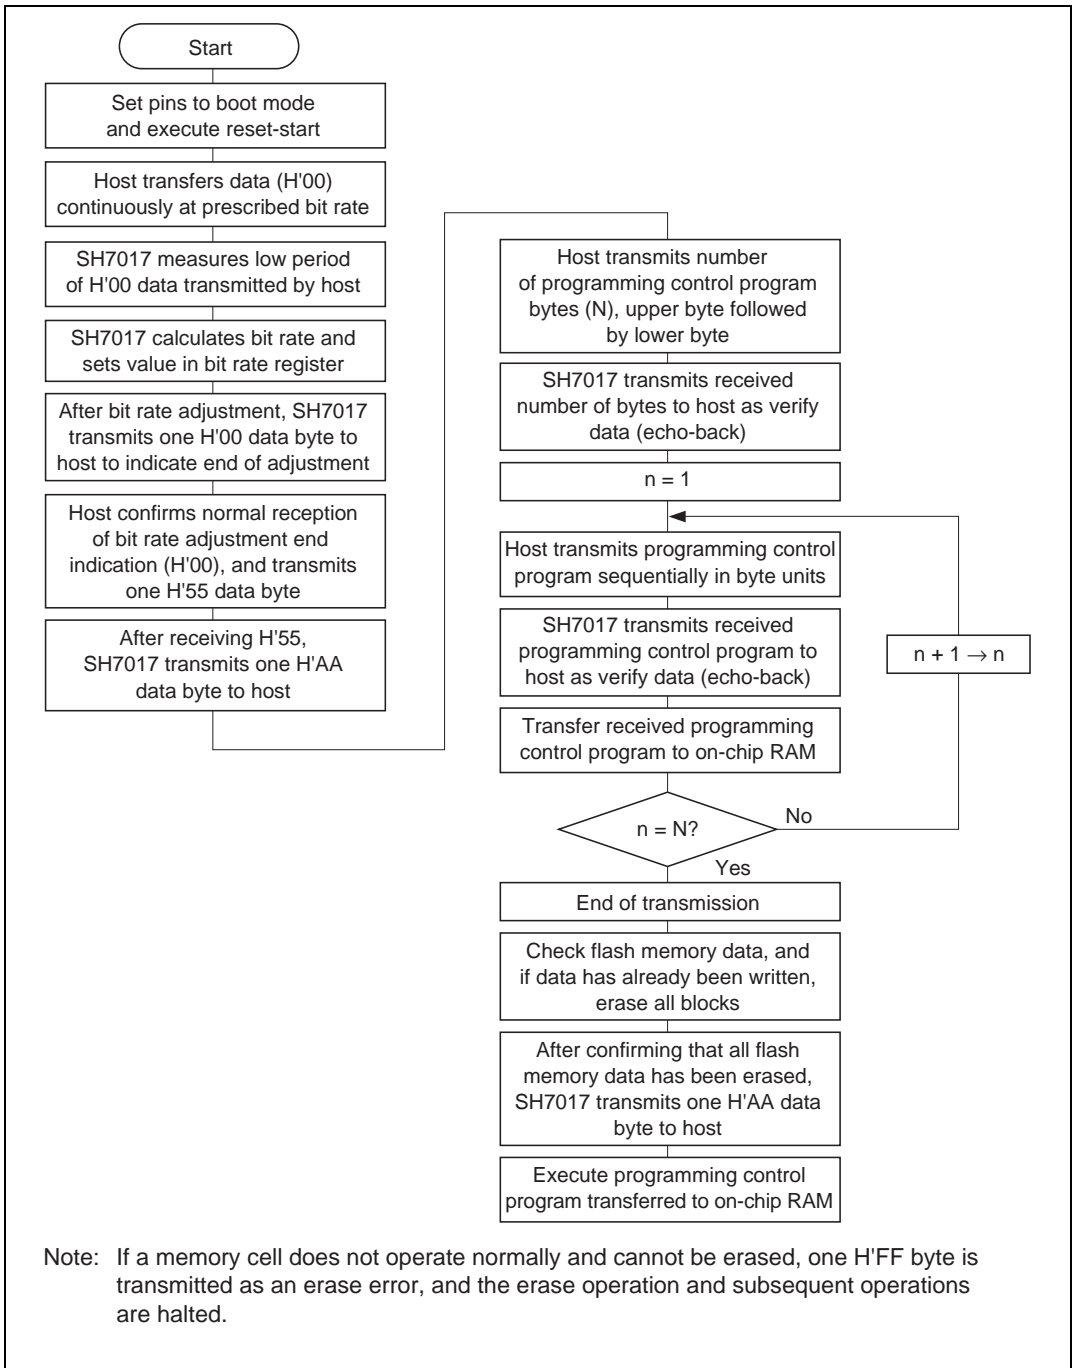 Start
Set pins to boot mode
and execute reset-start
Host transfers data (H'00)
continuously at prescribed bit rate
SH7017 measures low period
of H'00 data transmitted by host
SH7017 calculates bit rate and
sets value in bit rate register
After bit rate adjustment, SH7017
transmits one H'00 data byte to
host to indicate end of adjustment
Host confirms normal reception
of bit rate adjustment end
indication (H'00), and transmits
one H'55 data byte
After receiving H'55,
SH7017 transmits one H'AA
data byte to host
Host transmits number
of programming control program
bytes (N), upper byte followed
by lower byte
SH7017 transmits received
number of bytes to host as verify
data (echo-back)
n = 1
Host transmits programming control
program sequentially in byte units
SH7017 transmits received
programming control program to
host as verify data (echo-back)
n + 1 → n
Transfer received programming
control program to on-chip RAM
n = N?
No
Yes
End of transmission
Check flash memory data, and
if data has already been written,
erase all blocks
After confirming that all flash
memory data has been erased,
SH7017 transmits one H'AA data
byte to host
Execute programming control
program transferred to on-chip RAM
Note: If a memory cell does not operate normally and cannot be erased, one H'FF byte is
transmitted as an erase error, and the erase operation and subsequent operations
are halted.